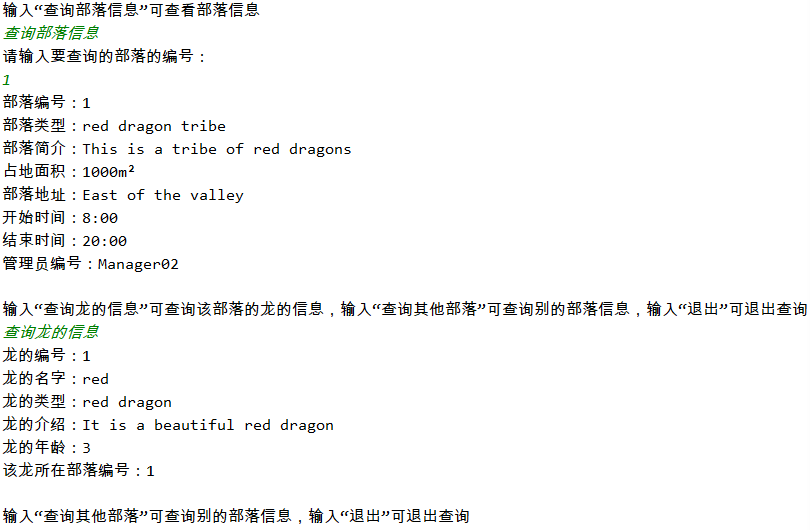 输入“查询部落信息”可查看部落信息
查询部落信息
请输入要查询的部落的编号：
1
部落编号：1
部落类型：red dragon tribe
部落简介：This is a tribe of red dragons
占地面积：1000m²
部落地址：East of the valley
开始时间：8:00
结束时间：20:00
管理员编号：Manager02
输入“查询龙的信息”可查询该部落的龙的信息，输入“查询其他部落”可查询别的部落信息，输入“退出”可退出查询
查询龙的信息
龙的编号：1
龙的名字：red
龙的类型：red dragon
龙的介绍：It is a beautiful red dragon
龙的年龄：3
该龙所在部落编号：1
输入“查询其他部落”可查询别的部落信息，输入“退出”可退出查询